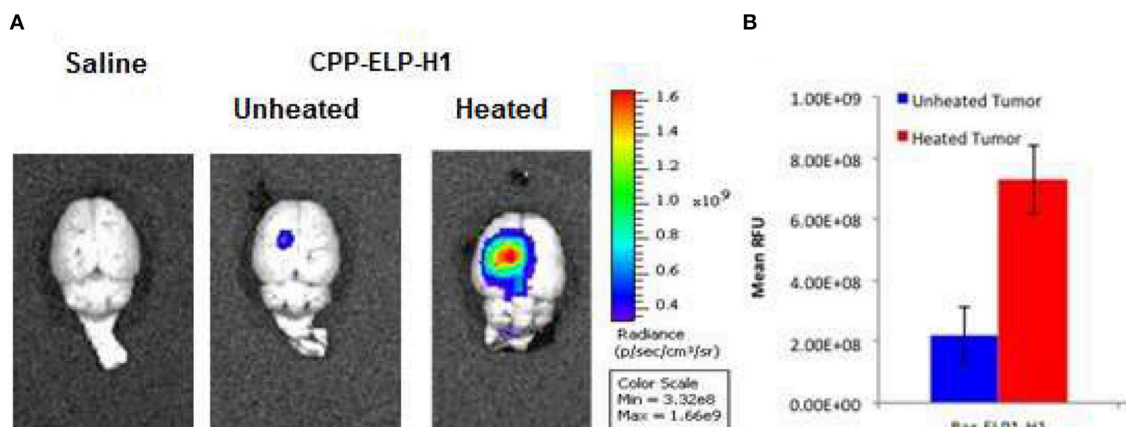 A
Saline
CPP-ELP-H1
Unheated
Heated
1.6
1.4
1.2
1.0
0.8
0.6
0.4
x10^9
Radiance
(p/sec/cm²/sr)
Color Scale
Min = 3.32e8
Max = 1.66e9
B
Unheated Tumor
Heated Tumor
1.00E+09
8.00E+08
6.00E+08
4.00E+08
2.00E+08
0.00E+00
Mean RFU